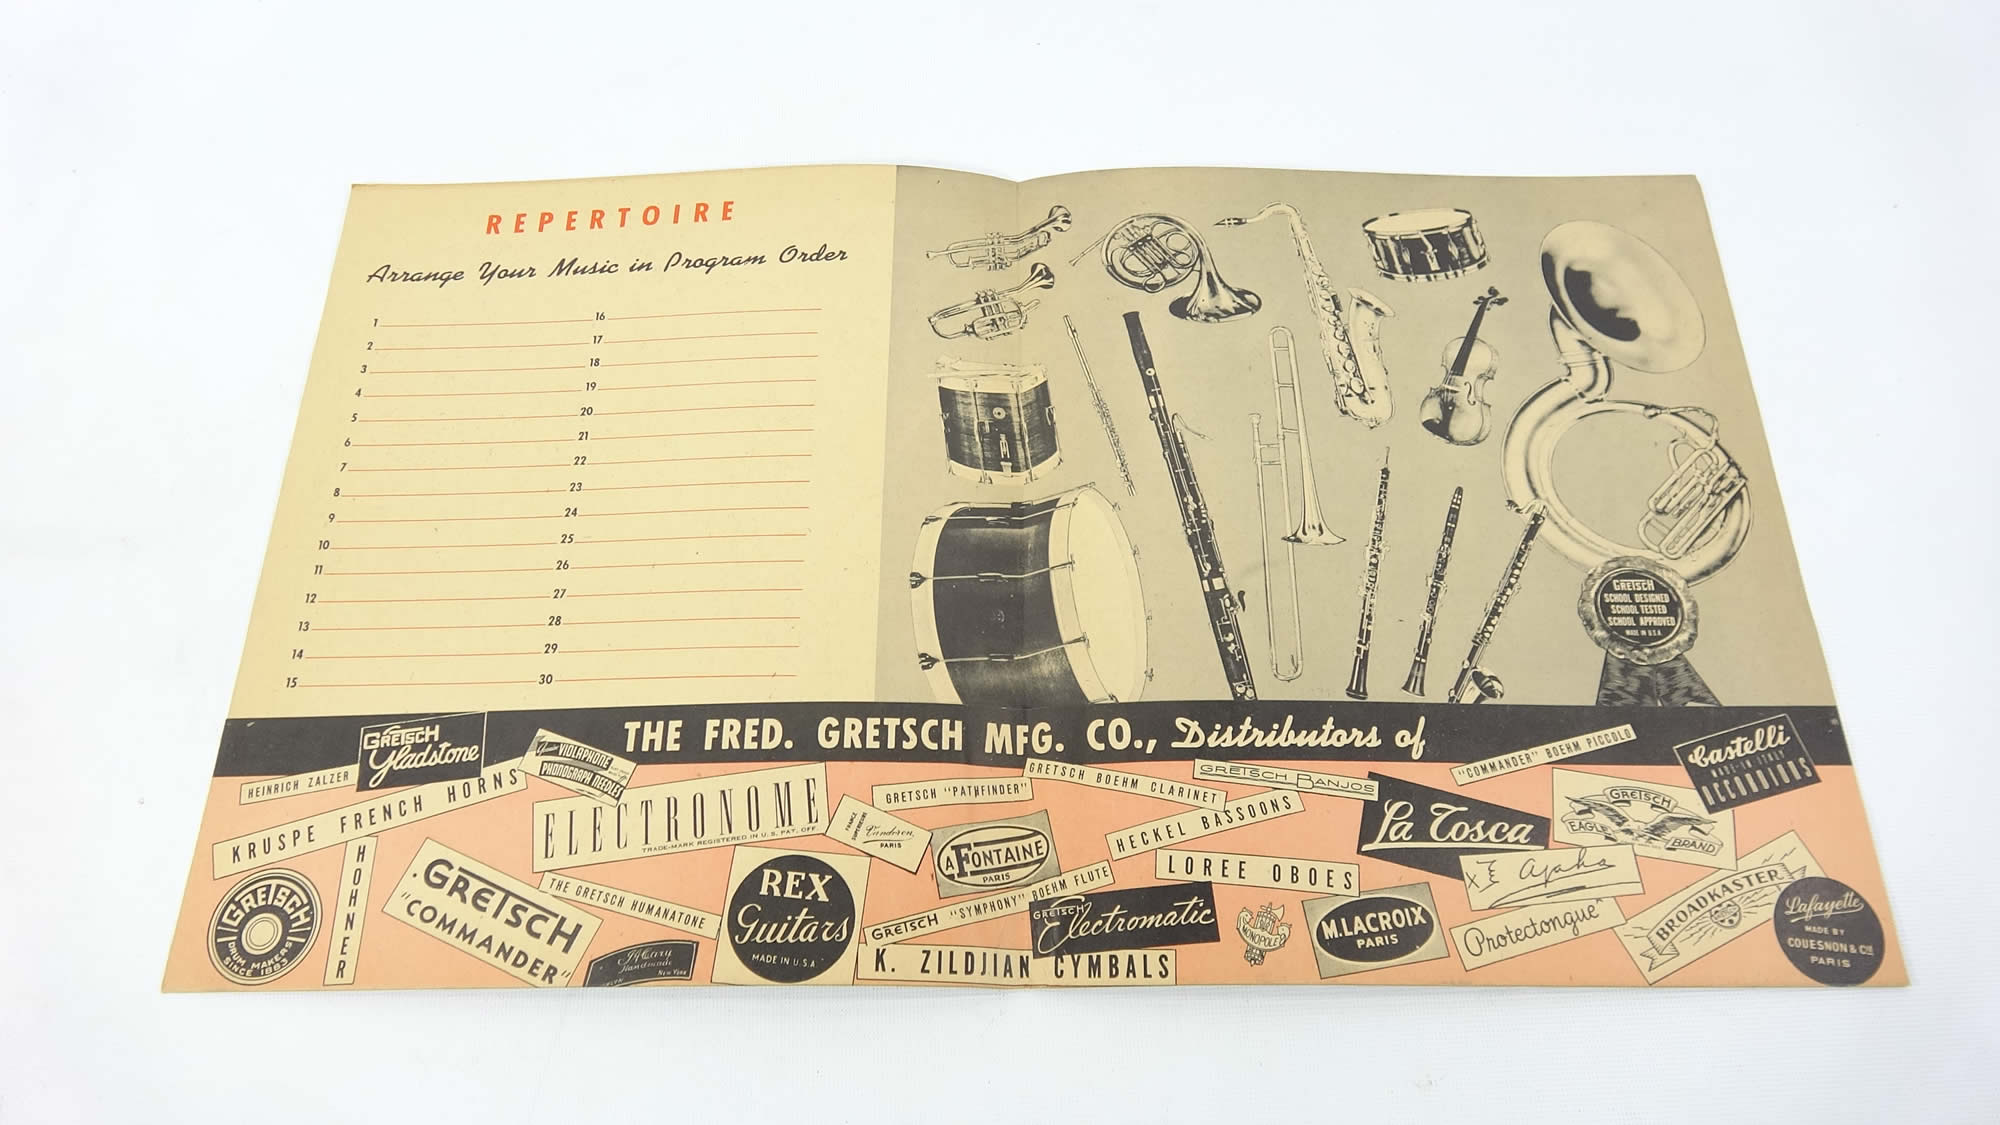 REPERTOIRE
Arrange Your Music in Program Order
1
2
3
4
5
6
7
8
9
10
11
12
13
14
15
16
17
18
19
20
21
22
23
24
25
26
27
28
29
30
GRETSCH
SCHOOL DESIGNED
SCHOOL TESTED
SCHOOL APPROVED
MADE IN U.S.A.
THE FRED. GRETSCH MFG. CO., Distributors of
HEINRICH ZALZER
GRETSCH
Gladstone
VIOLAPHONE
PHONOGRAPH NEEDLES
KRUSPE FRENCH HORNS
ELECTRONOME
TRADE-MARK REGISTERED IN U.S. PAT. OFF
GRETSCH "PATHFINDER"
GRETSCH BOEHM CLARINET
GRETSCH BANJOS
"COMMANDER" BOEHM PICCOLO
Castelli
MADE IN ITALY
ACCORDIONS
HECKEL BASSOONS
La Tosca
GRETSCH
EAGLE BRAND
FRANCE
SUPERIEURE
Vandoren
PARIS
A FONTAINE
PARIS
LOREE OBOES
HOHNER
GRETSCH
DRUM MAKERS
SINCE 1883
GRETSCH
"COMMANDER"
THE GRETSCH HUMANATONE
Handmade
NEW YORK
REX
Guitars
MADE IN U.S.A.
GRETSCH "SYMPHONY" BOEHM FLUTE
GRETSCH
Electromatic
K. ZILDJIAN CYMBALS
MONOPOLE
M. LACROIX
PARIS
Protectongue
BROADKASTER
Lafayette
MADE BY
COUESNON & CIE
PARIS